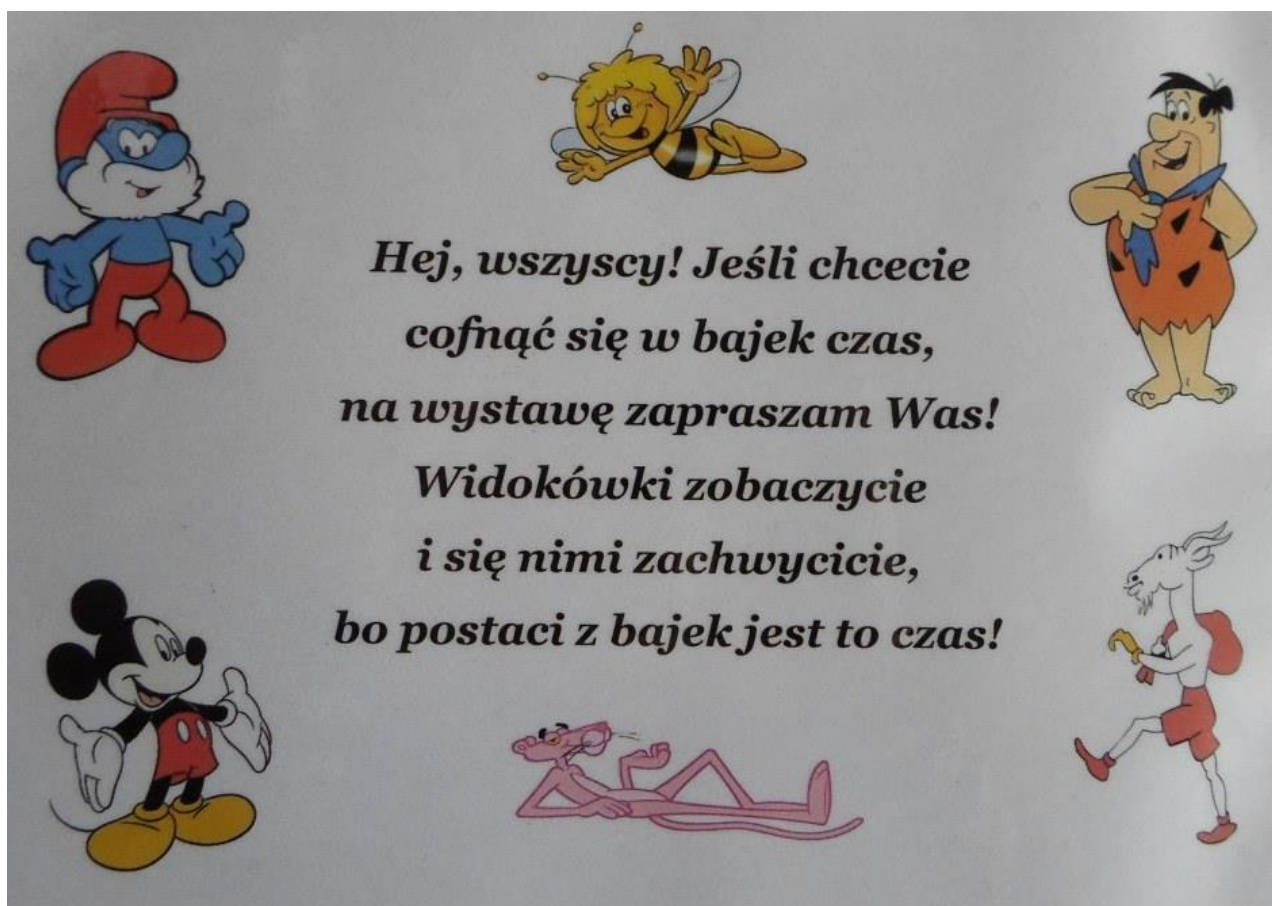 Hej, wszyscy! Jeśli chcecie
cofnąć się w bajek czas,
na wystawę zapraszam Was!
Widokówki zobaczycie
i się nimi zachwycicie,
bo postaci z bajek jest to czas!